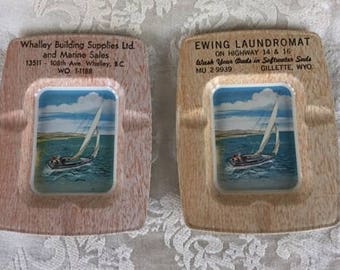 Whalley Building Supplies Ltd.
and Marine Sales
13511 - 108th Ave. Whalley, B.C.
WO. 1-1188
EWING LAUNDROMAT
ON HIGHWAY 14 & 16
Wash Your Duds in Softwater Suds
MU 2 9939 GILLETTE, WYO.